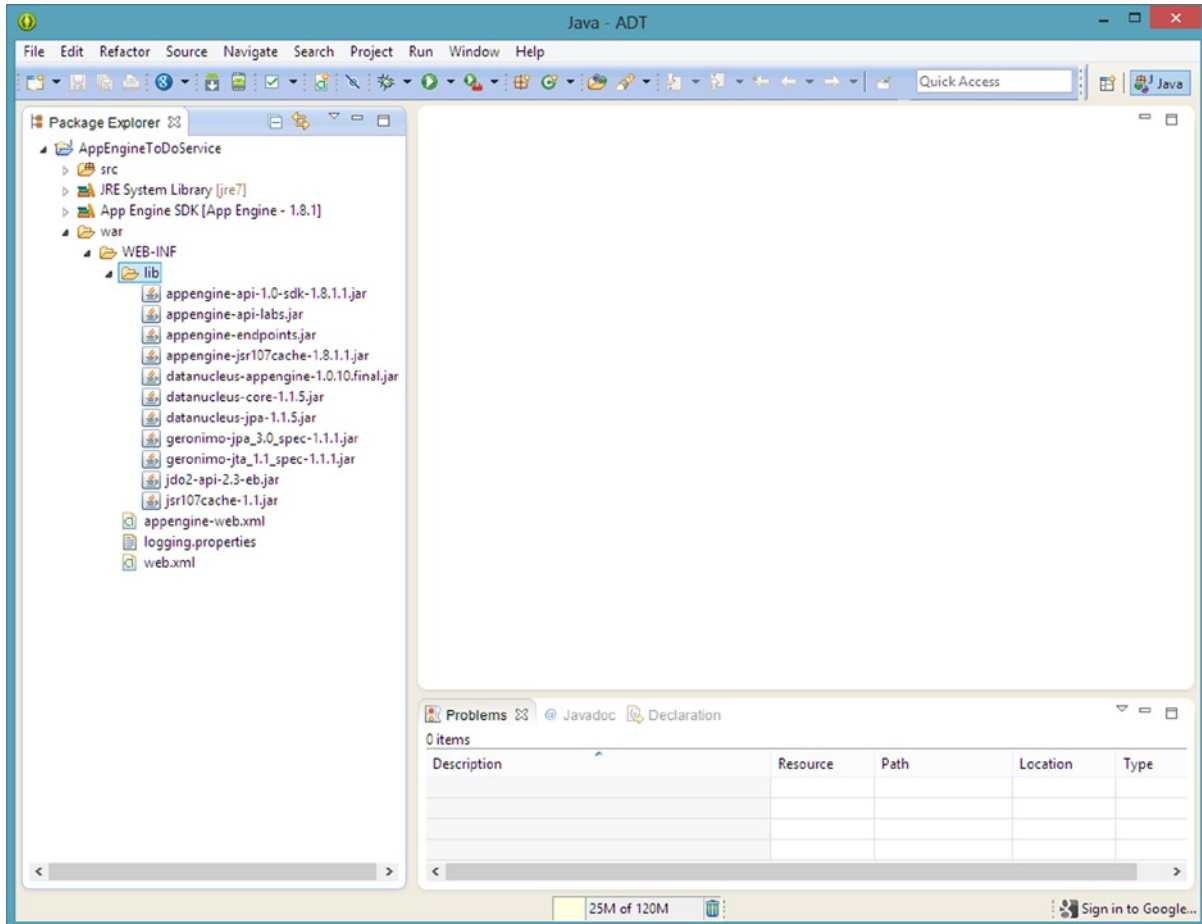 Java - ADT
File Edit Refactor Source Navigate Search Project Run Window Help
Quick Access
Java
Package Explorer
AppEngineToDoService
src
JRE System Library [jre7]
App Engine SDK [App Engine - 1.8.1]
war
WEB-INF
lib
appengine-api-1.0-sdk-1.8.1.1.jar
appengine-api-labs.jar
appengine-endpoints.jar
appengine-jsr107cache-1.8.1.1.jar
datanucleus-appengine-1.0.10.final.jar
datanucleus-core-1.1.5.jar
datanucleus-jpa-1.1.5.jar
geronimo-jpa_3.0_spec-1.1.1.jar
geronimo-jta_1.1_spec-1.1.1.jar
jdo2-api-2.3-eb.jar
jsr107cache-1.1.jar
appengine-web.xml
logging.properties
web.xml
Problems @ Javadoc Declaration
0 items
Description Resource Path Location Type
25M of 120M
Sign in to Google...